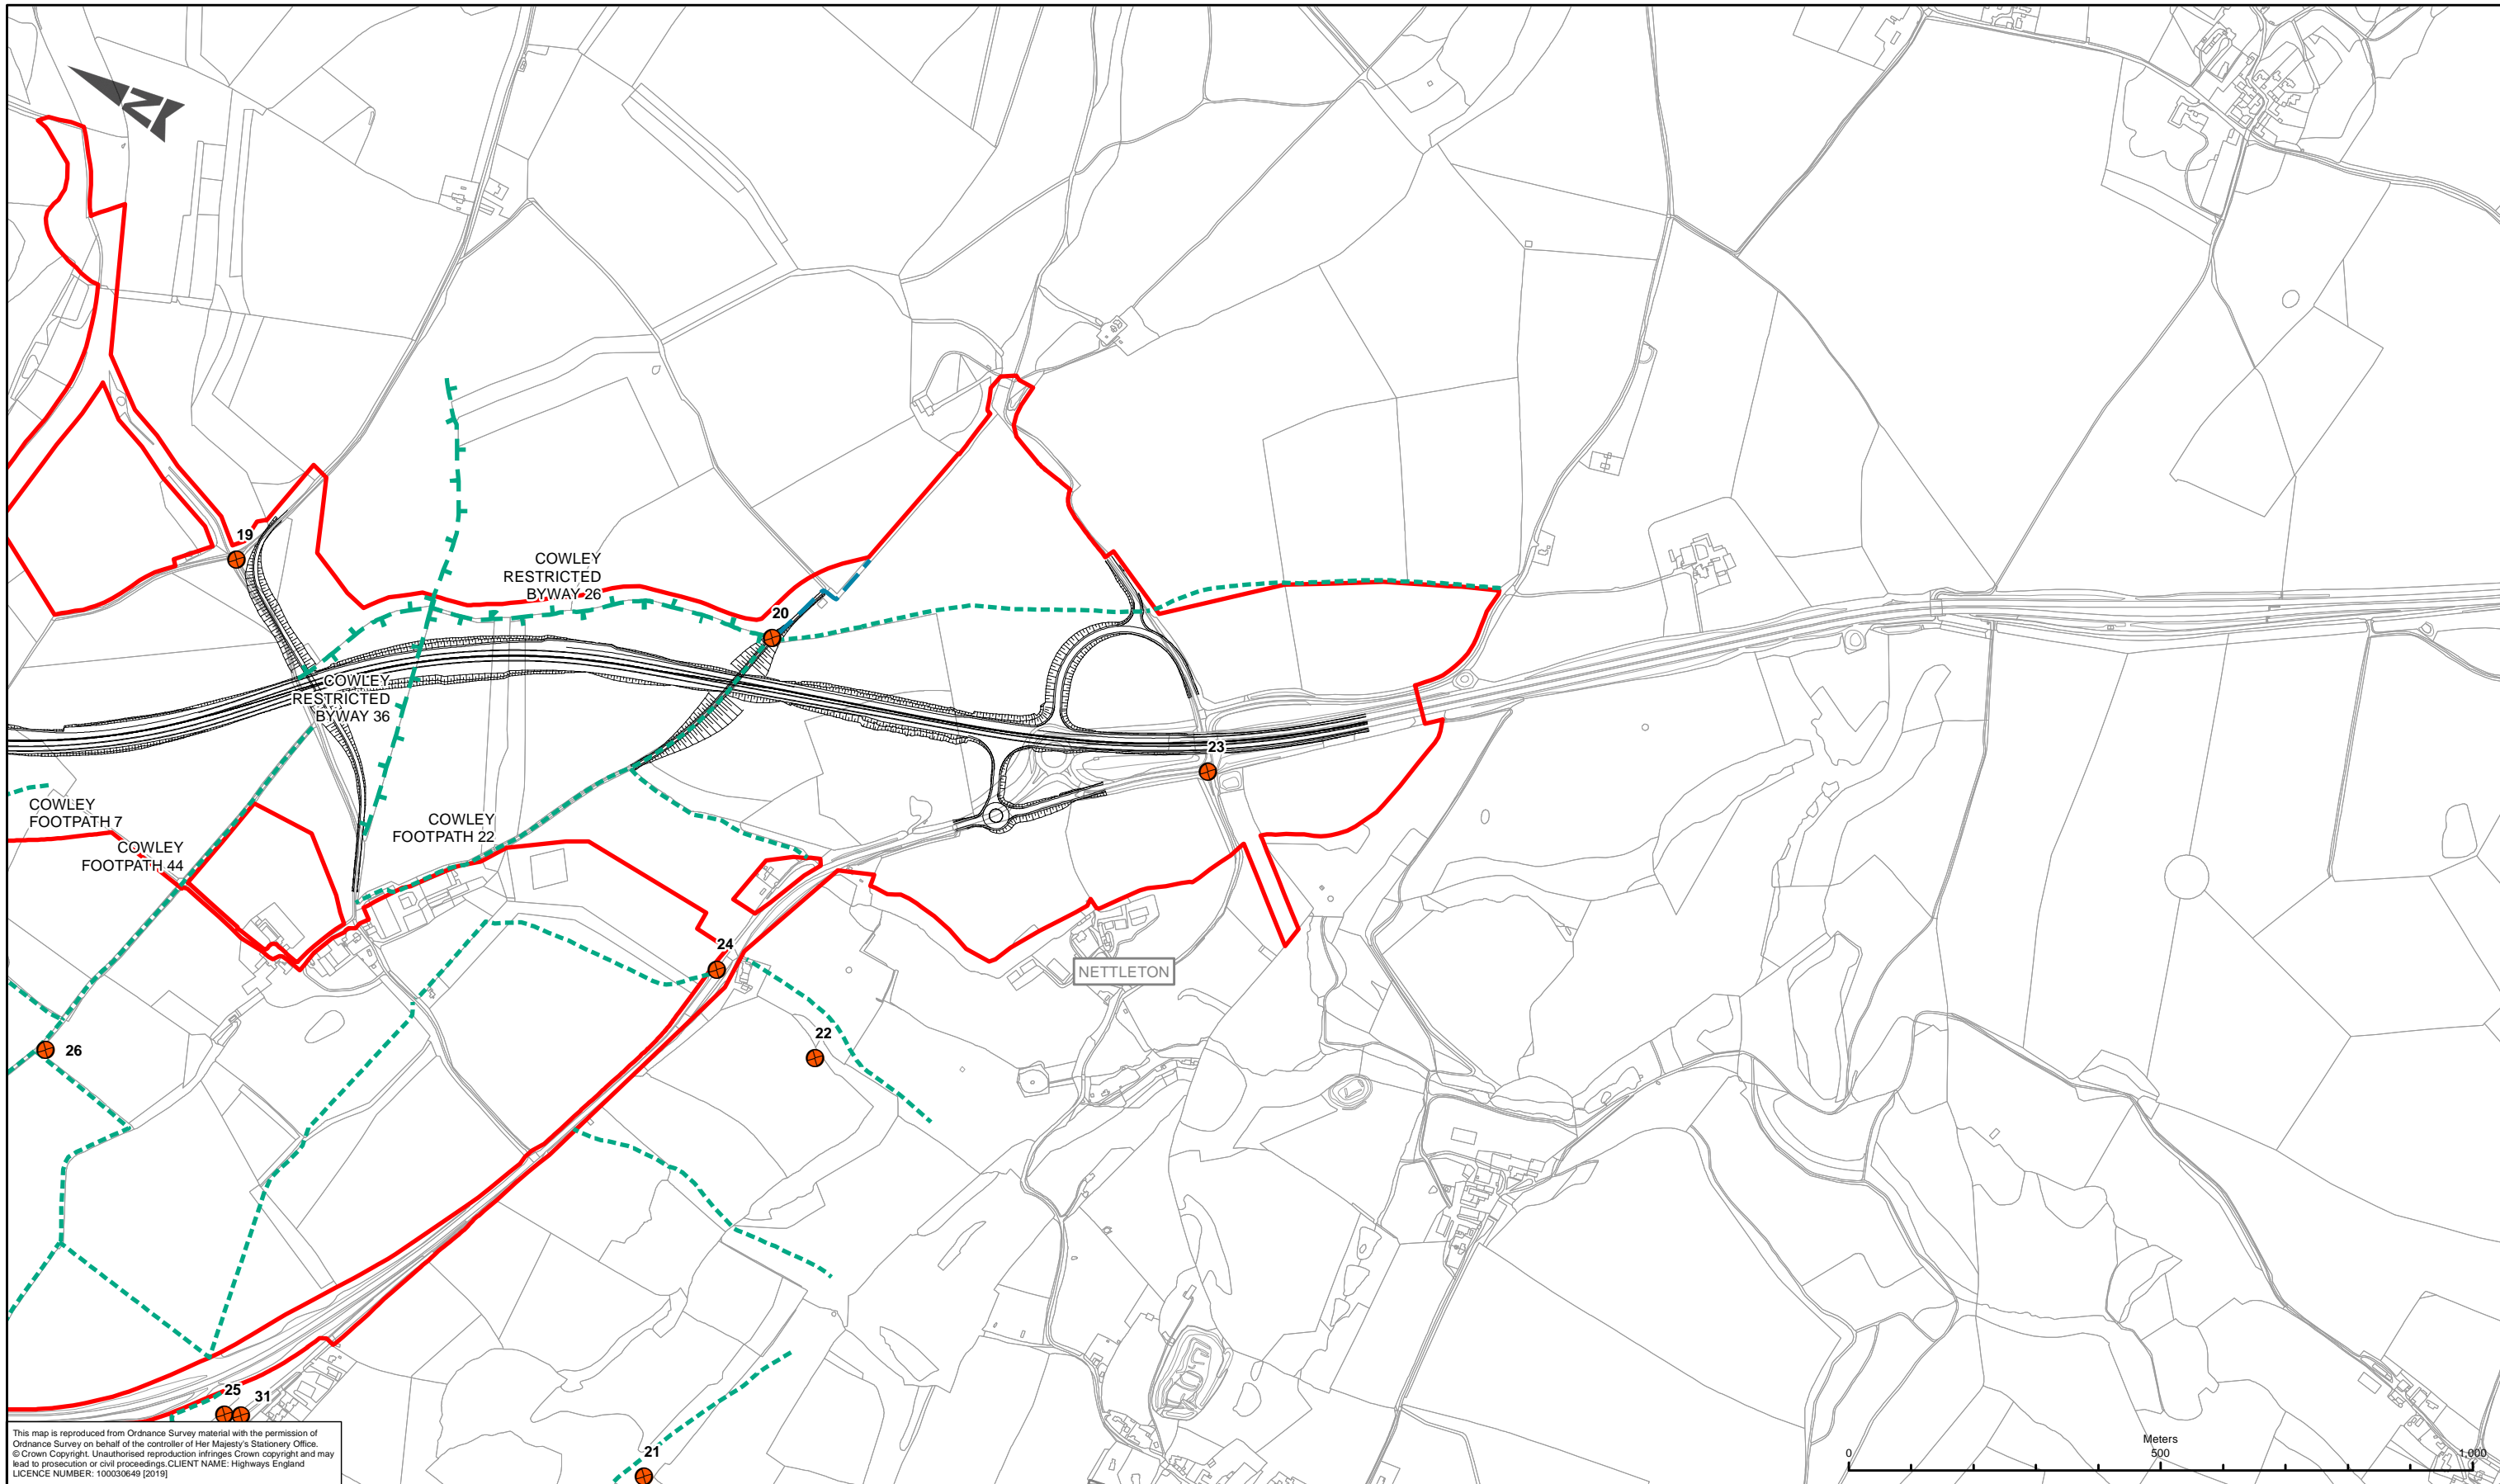 N
19
COWLEY
RESTRICTED
BYWAY 26
20
COWLEY
RESTRICTED
BYWAY 36
23
COWLEY
FOOTPATH 7
COWLEY
FOOTPATH 22
COWLEY
FOOTPATH 44
24
NETTLETON
26
22
25
31
21
This map is reproduced from Ordnance Survey material with the permission of
Ordnance Survey on behalf of the controller of Her Majesty's Stationery Office.
© Crown Copyright. Unauthorised reproduction infringes Crown copyright and may
lead to prosecution or civil proceedings.CLIENT NAME: Highways England
LICENCE NUMBER: 100030649 [2019]
Meters
0 500 1,000